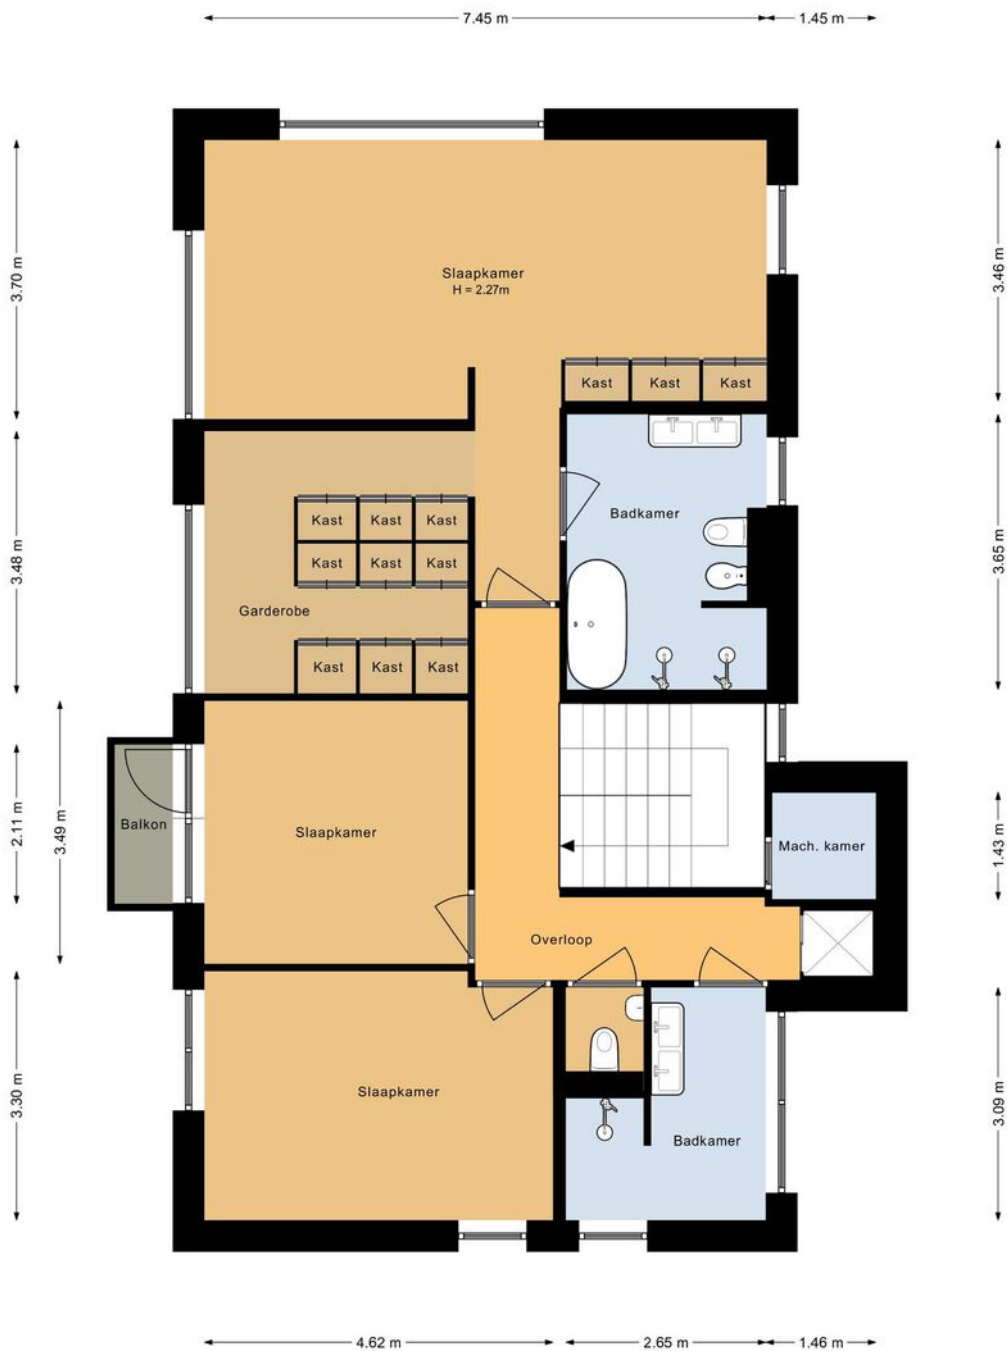 7.45 m
1.45 m
3.70 m
3.46 m
Slaapkamer
H = 2.27m
Kast Kast Kast
3.48 m
3.65 m
Badkamer
Kast Kast Kast
Kast Kast Kast
Garderobe
Kast Kast Kast
2.11 m
3.49 m
Balkon
Slaapkamer
Mach. kamer
1.43 m
Overloop
3.30 m
Slaapkamer
Badkamer
3.09 m
4.62 m
2.65 m
1.46 m